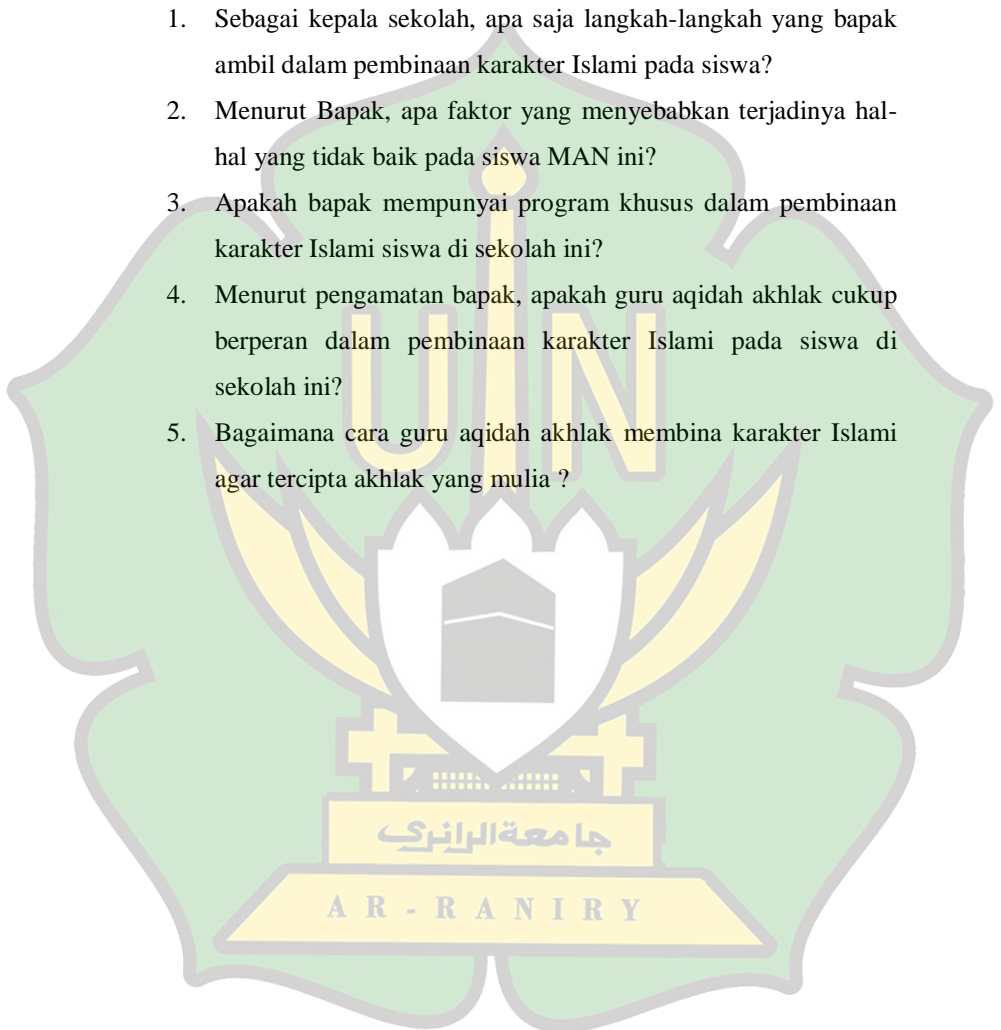 1. Sebagai kepala sekolah, apa saja langkah-langkah yang bapak
ambil dalam pembinaan karakter Islami pada siswa?
2. Menurut Bapak, apa faktor yang menyebabkan terjadinya hal-
hal yang tidak baik pada siswa MAN ini?
3. Apakah bapak mempunyai program khusus dalam pembinaan
karakter Islami siswa di sekolah ini?
4. Menurut pengamatan bapak, apakah guru aqidah akhlak cukup
berperan dalam pembinaan karakter Islami pada siswa di
sekolah ini?
5. Bagaimana cara guru aqidah akhlak membina karakter Islami
agar tercipta akhlak yang mulia ?
UIN
جامعة الرانري
AR-RANIRY